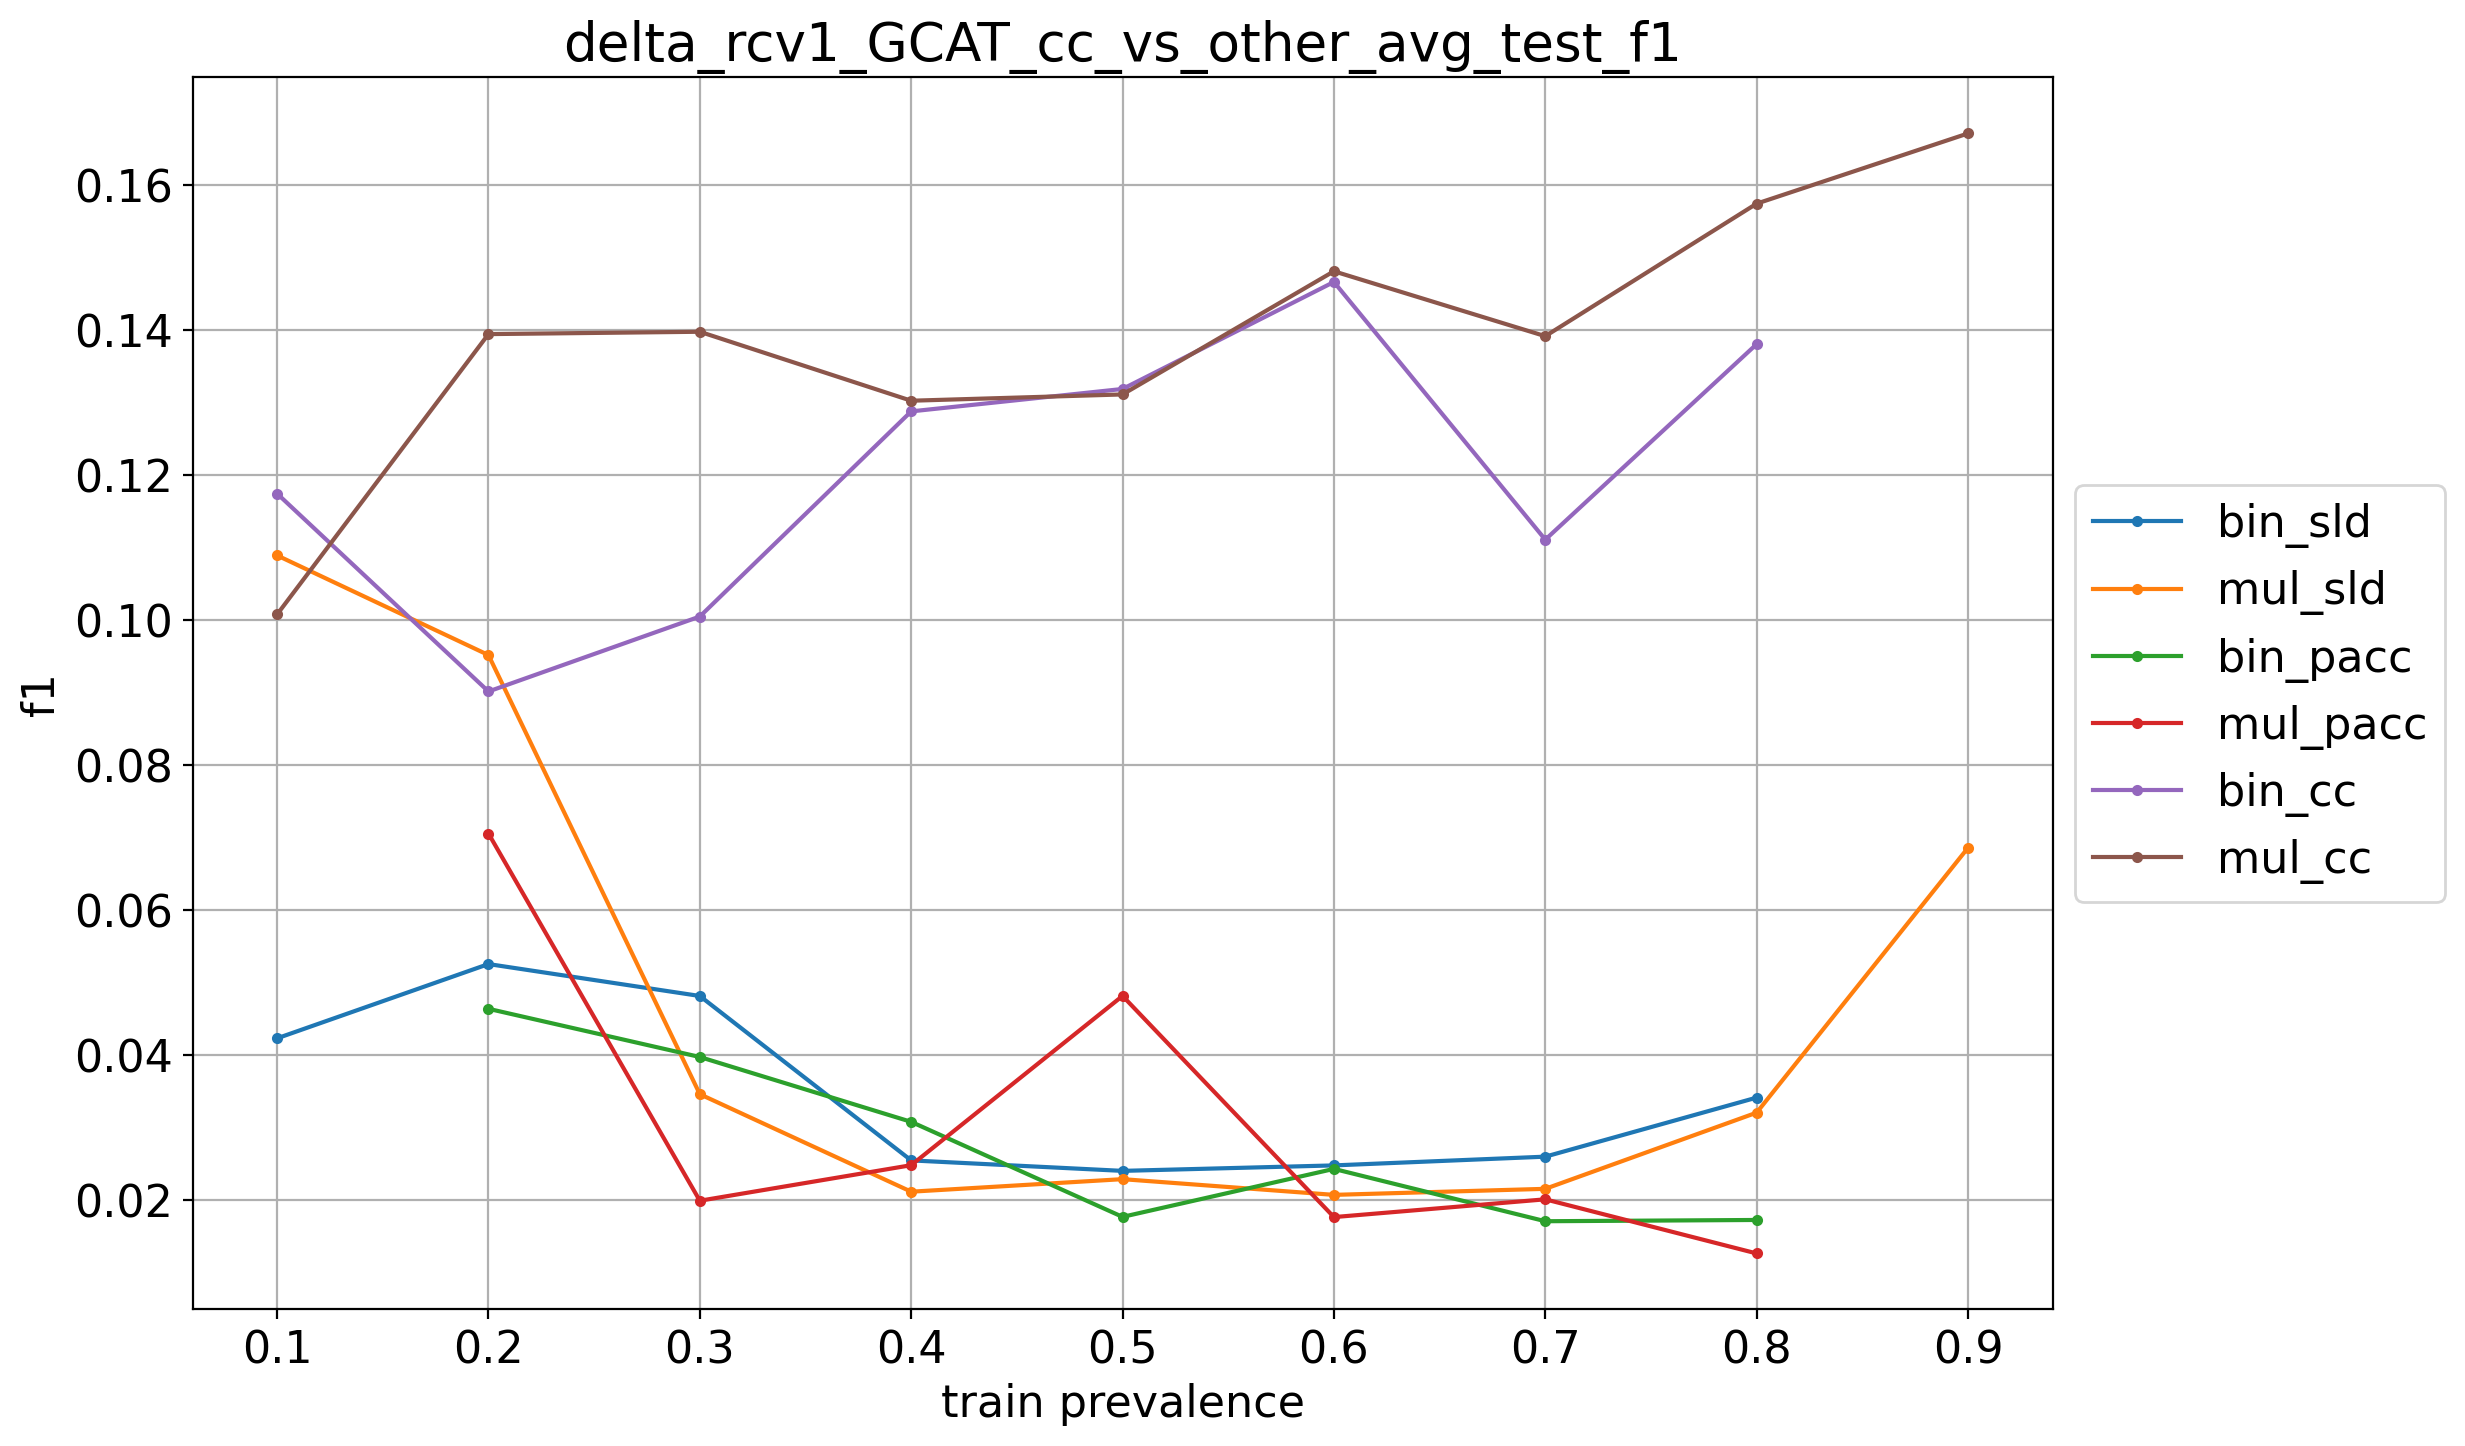 delta_rcv1_GCAT_cc_vs_other_avg_test_f1
0.16
0.14
0.12
0.10
0.08
0.06
0.04
0.02
f1
0.1 0.2 0.3 0.4 0.5 0.6 0.7 0.8 0.9
train prevalence
bin_sld
mul_sld
bin_pacc
mul_pacc
bin_cc
mul_cc